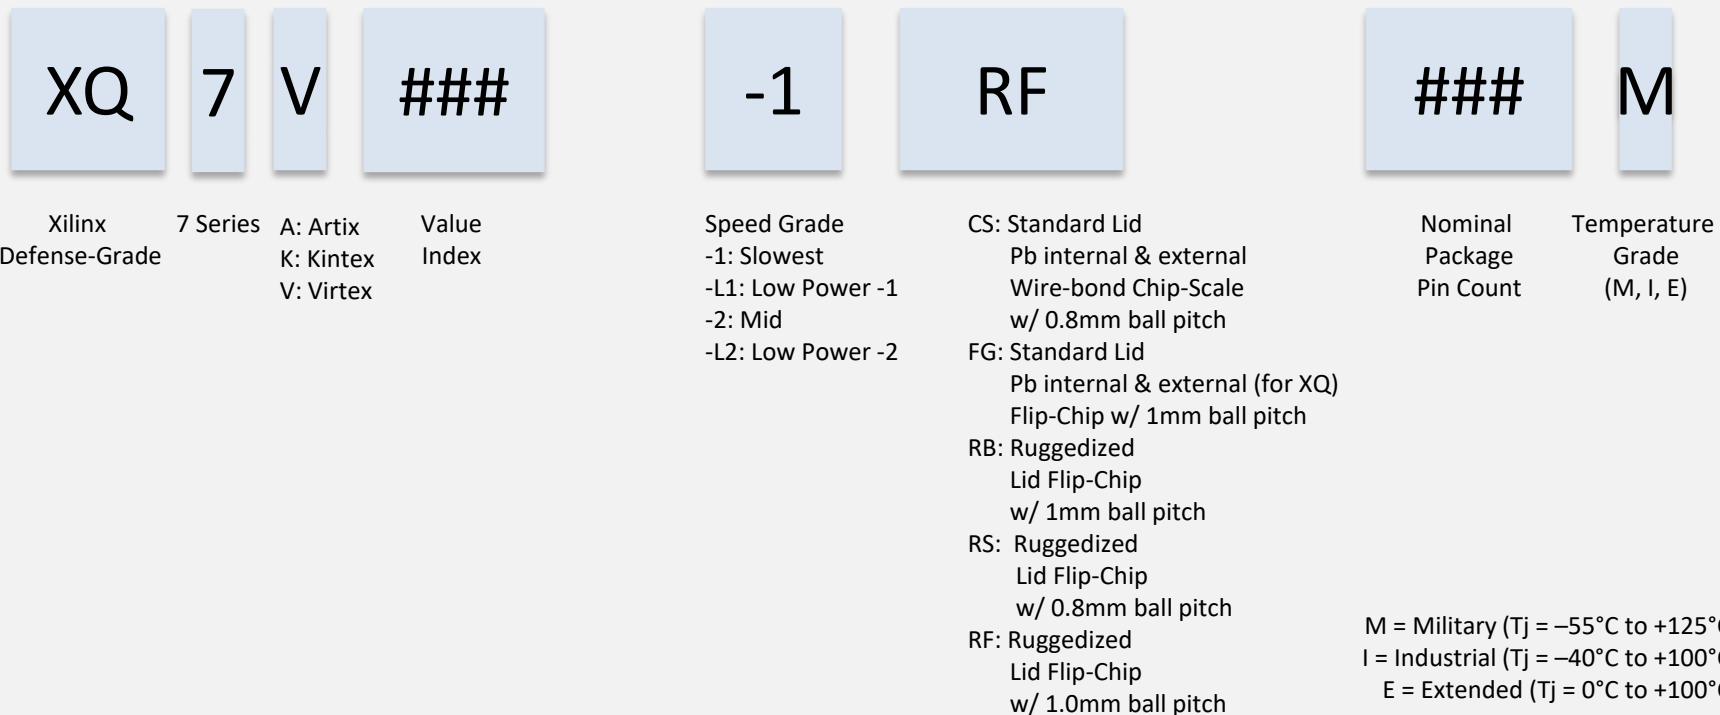 XQ 7 V ### -1 RF ### M
Xilinx
Defense-Grade
7 Series
A: Artix
K: Kintex
V: Virtex
Value
Index
Speed Grade
-1: Slowest
-L1: Low Power -1
-2: Mid
-L2: Low Power -2
CS: Standard Lid
Pb internal & external
Wire-bond Chip-Scale
w/ 0.8mm ball pitch
FG: Standard Lid
Pb internal & external (for XQ)
Flip-Chip w/ 1mm ball pitch
RB: Ruggedized
Lid Flip-Chip
w/ 1mm ball pitch
RS: Ruggedized
Lid Flip-Chip
w/ 0.8mm ball pitch
RF: Ruggedized
Lid Flip-Chip
w/ 1.0mm ball pitch
Nominal
Package
Pin Count
Temperature
Grade
(M, I, E)
M = Military (Tj = –55°C to +125°C
I = Industrial (Tj = –40°C to +100°C
E = Extended (Tj = 0°C to +100°C